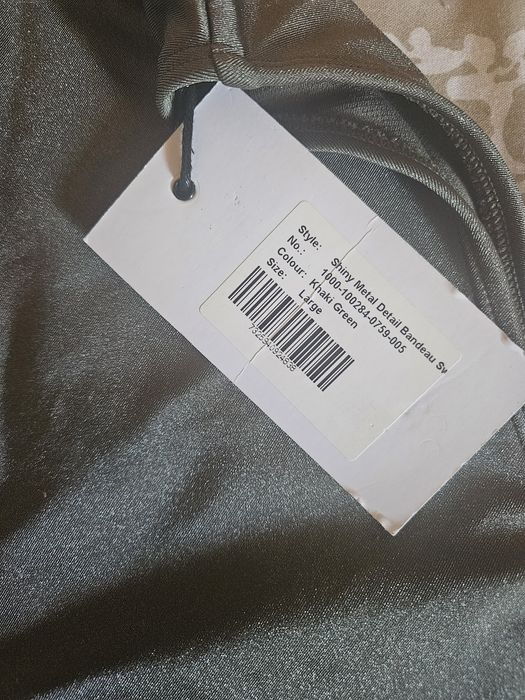 Style: Shiny Metal Detail Bandeau Sw
No.: 1000-100284-0759-005
Colour: Khaki Green
Size: Large